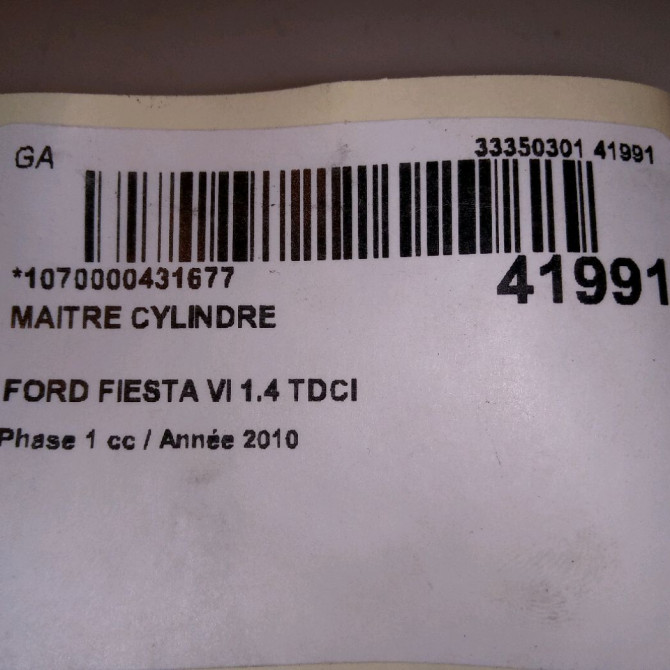 GA
33350301 41991
*1070000431677
41991
MAITRE CYLINDRE
FORD FIESTA VI 1.4 TDCI
Phase 1 cc / Année 2010